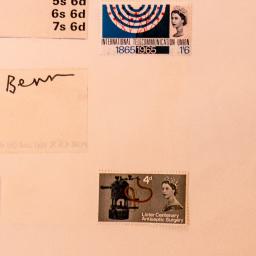 5s 6d
6s 6d
7s 6d
INTERNATIONAL TELECOMMUNICATION UNION
1865 1965 1'6
Benn
4d
Lister Centenary
Antiseptic Surgery